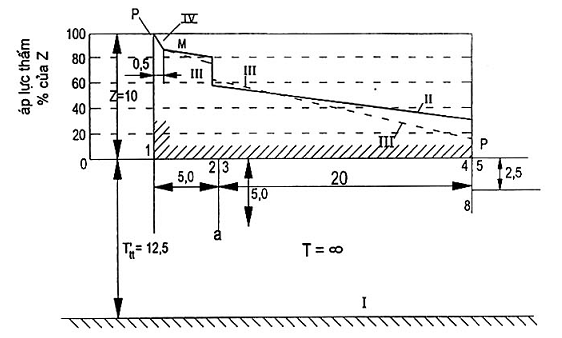 P
IV
100
M
80
0,5
III
III
60
áp lực thấm
% của Z
Z=10
II
40
III
20
P
1
0
2
3
4
5
5,0
20
5,0
2,5
8
a
Ttt = 12,5
T = ∞
I